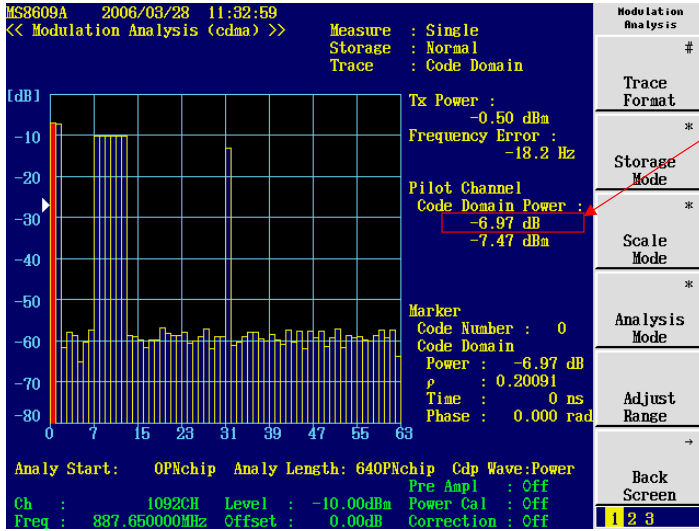 MS8609A 2006/03/28 11:32:59
<< Modulation Analysis (cdma) >>
Measure : Single
Storage : Normal
Trace : Code Domain
[dB]
-10
-20
-30
-40
-50
-60
-70
-80
0 7 15 23 31 39 47 55 63
Tx Power :
-0.50 dBm
Frequency Error :
-18.2 Hz
Pilot Channel
Code Domain Power :
-6.97 dB
-7.47 dBm
Marker
Code Number : 0
Code Domain
Power : -6.97 dB
ρ : 0.20091
Time : 0 ns
Phase : 0.000 rad
Analy Start: 0PNchip Analy Length: 640PNchip Cdp Wave:Power
Pre Ampl : Off
Ch : 1092CH Level : -10.00dBm Power Cal : Off
Freq : 887.650000MHz Offset : 0.00dB Correction : Off
Modulation
Analysis
#
Trace
Format
*
Storage
Mode
*
Scale
Mode
*
Analysis
Mode
Adjust
Range
→
Back
Screen
1 2 3